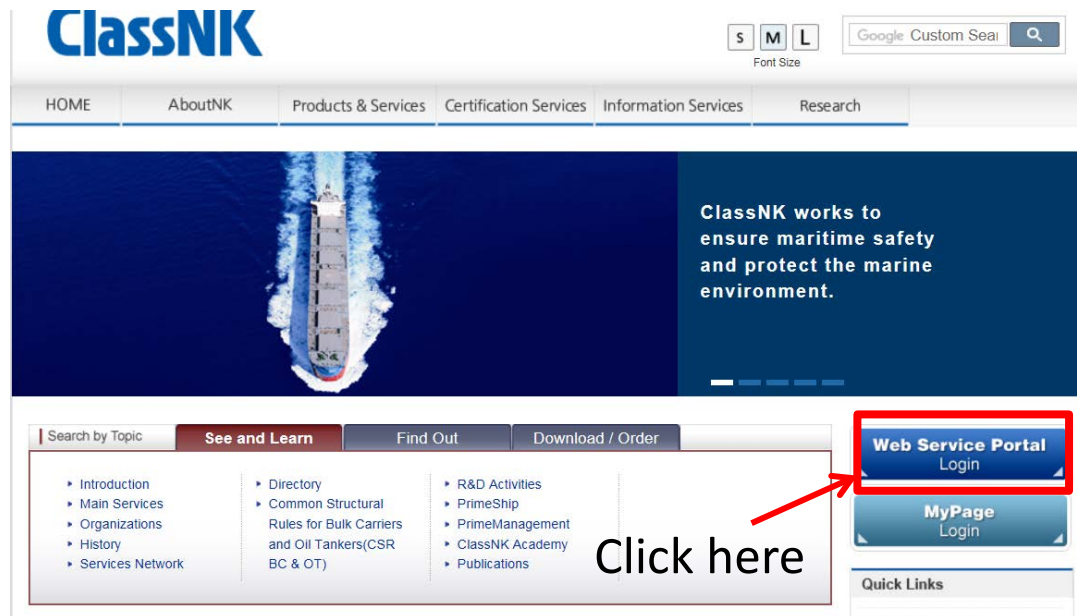 ClassNK
S M L
Font Size
Google Custom Sear
HOME AboutNK Products & Services Certification Services Information Services Research
ClassNK works to
ensure maritime safety
and protect the marine
environment.
Search by Topic See and Learn Find Out Download / Order
Introduction
Main Services
Organizations
History
Services Network
Directory
Common Structural
Rules for Bulk Carriers
and Oil Tankers(CSR
BC & OT)
R&D Activities
PrimeShip
PrimeManagement
ClassNK Academy
Publications
Click here
Web Service Portal
Login
MyPage
Login
Quick Links